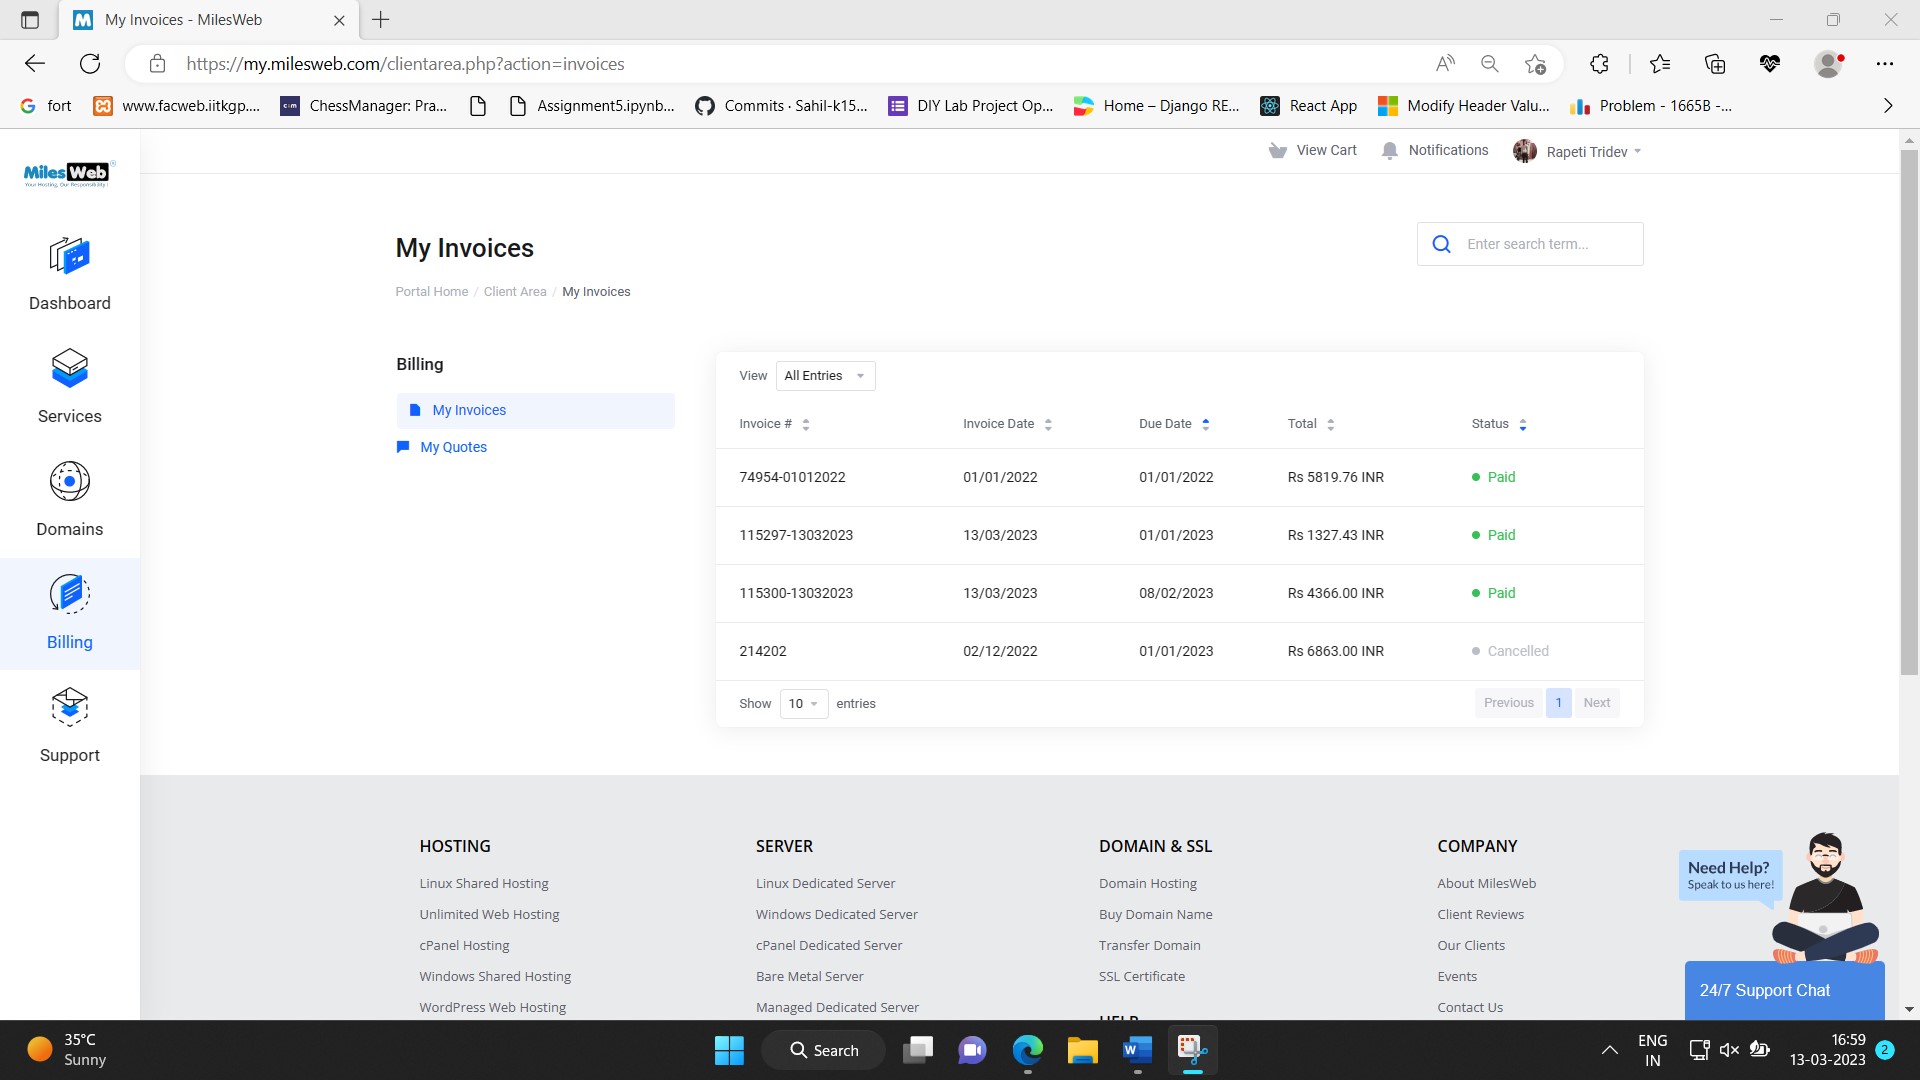 My Invoices - MilesWeb
https://my.milesweb.com/clientarea.php?action=invoices
fort
www.facweb.iitkgp....
ChessManager: Pra...
Assignment5.ipynb...
Commits · Sahil-k15...
DIY Lab Project Op...
Home – Django RE...
React App
Modify Header Valu...
Problem - 1665B -...
MilesWeb
Your Hosting, Our Responsibility!
View Cart
Notifications
Rapeti Tridev
Dashboard
Services
Domains
Billing
Support
My Invoices
Enter search term...
Portal Home / Client Area / My Invoices
Billing
My Invoices
My Quotes
View All Entries
Invoice # Invoice Date Due Date Total Status
74954-01012022 01/01/2022 01/01/2022 Rs 5819.76 INR Paid
115297-13032023 13/03/2023 01/01/2023 Rs 1327.43 INR Paid
115300-13032023 13/03/2023 08/02/2023 Rs 4366.00 INR Paid
214202 02/12/2022 01/01/2023 Rs 6863.00 INR Cancelled
Show 10 entries
Previous 1 Next
HOSTING
Linux Shared Hosting
Unlimited Web Hosting
cPanel Hosting
Windows Shared Hosting
WordPress Web Hosting
SERVER
Linux Dedicated Server
Windows Dedicated Server
cPanel Dedicated Server
Bare Metal Server
Managed Dedicated Server
DOMAIN & SSL
Domain Hosting
Buy Domain Name
Transfer Domain
SSL Certificate
HELP
COMPANY
About MilesWeb
Client Reviews
Our Clients
Events
Contact Us
Need Help?
Speak to us here!
24/7 Support Chat
35°C
Sunny
Search
ENG
IN
16:59
13-03-2023
2